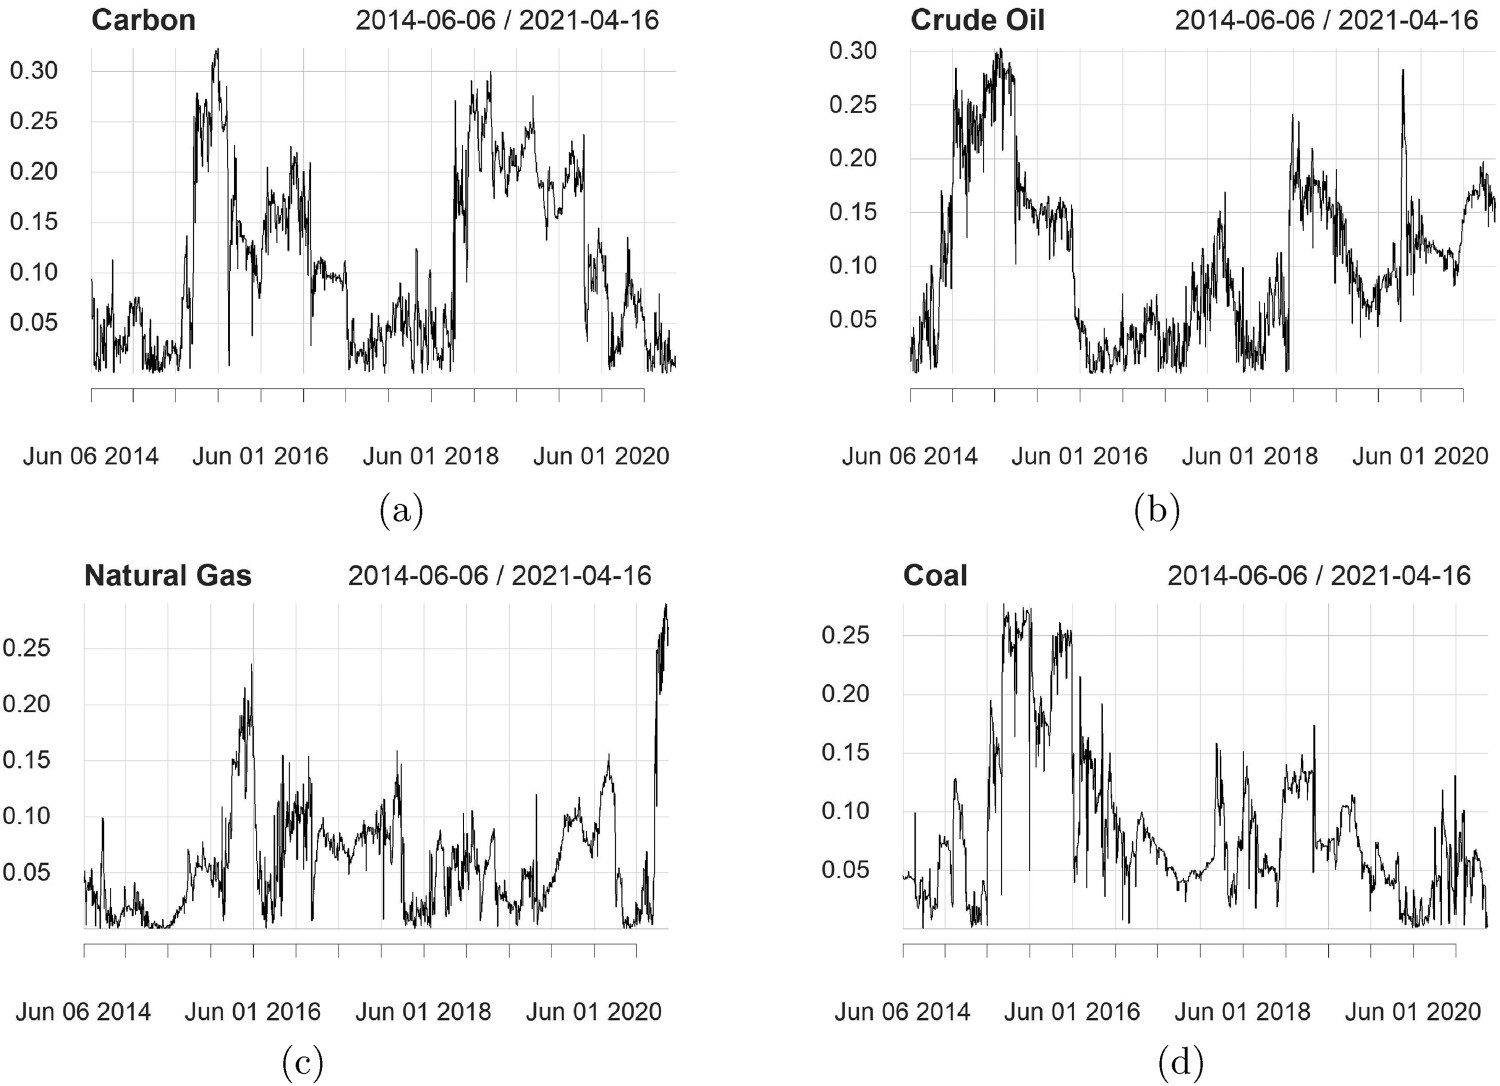 Carbon 2014-06-06 / 2021-04-16
0.30
0.25
0.20
0.15
0.10
0.05
Jun 06 2014 Jun 01 2016 Jun 01 2018 Jun 01 2020
(a)
Crude Oil 2014-06-06 / 2021-04-16
0.30
0.25
0.20
0.15
0.10
0.05
Jun 06 2014 Jun 01 2016 Jun 01 2018 Jun 01 2020
(b)
Natural Gas 2014-06-06 / 2021-04-16
0.25
0.20
0.15
0.10
0.05
Jun 06 2014 Jun 01 2016 Jun 01 2018 Jun 01 2020
(c)
Coal 2014-06-06 / 2021-04-16
0.25
0.20
0.15
0.10
0.05
Jun 06 2014 Jun 01 2016 Jun 01 2018 Jun 01 2020
(d)